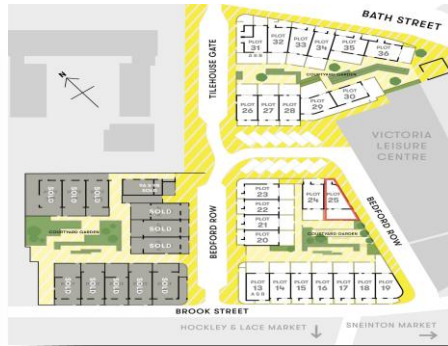 BATH STREET
TILEHOUSE GATE
PLOT 31
PLOT 32
PLOT 33
PLOT 34
PLOT 35
PLOT 36
COURTYARD GARDEN
PLOT 26
PLOT 27
PLOT 28
PLOT 29
PLOT 30
N
VICTORIA
LEISURE
CENTRE
SOLD
SOLD
SOLD
SOLD
SOLD
SOLD
COURTYARD GARDEN
SOLD
SOLD
SOLD
SOLD
SOLD
BEDFORD ROW
PLOT 23
PLOT 22
PLOT 21
PLOT 20
PLOT 24
PLOT 25
COURTYARD GARDEN
BEDFORD ROW
PLOT 13
PLOT 14
PLOT 15
PLOT 16
PLOT 17
PLOT 18
PLOT 19
BROOK STREET
HOCKLEY & LACE MARKET ↓
SNEINTON MARKET →